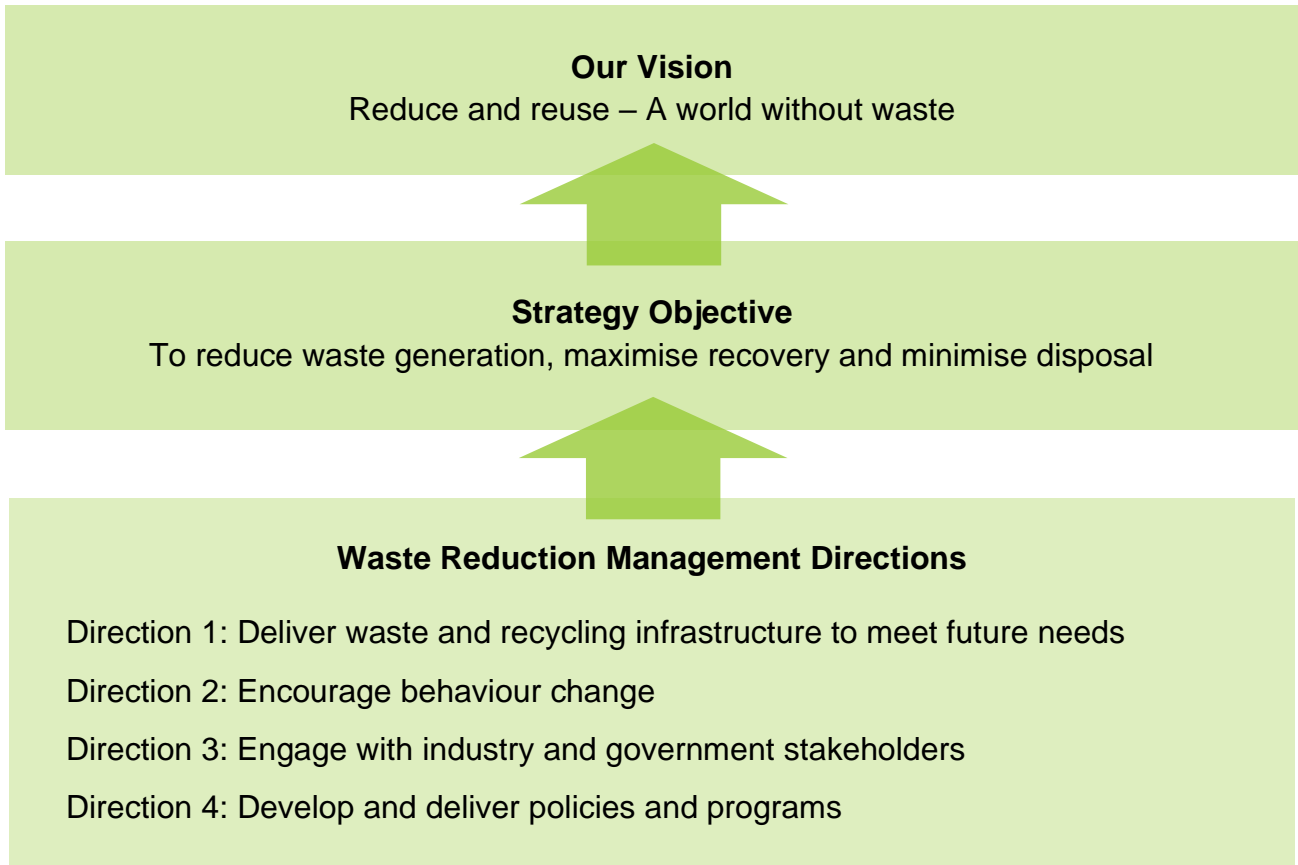 Our Vision
Reduce and reuse – A world without waste
Strategy Objective
To reduce waste generation, maximise recovery and minimise disposal
Waste Reduction Management Directions
Direction 1: Deliver waste and recycling infrastructure to meet future needs
Direction 2: Encourage behaviour change
Direction 3: Engage with industry and government stakeholders
Direction 4: Develop and deliver policies and programs